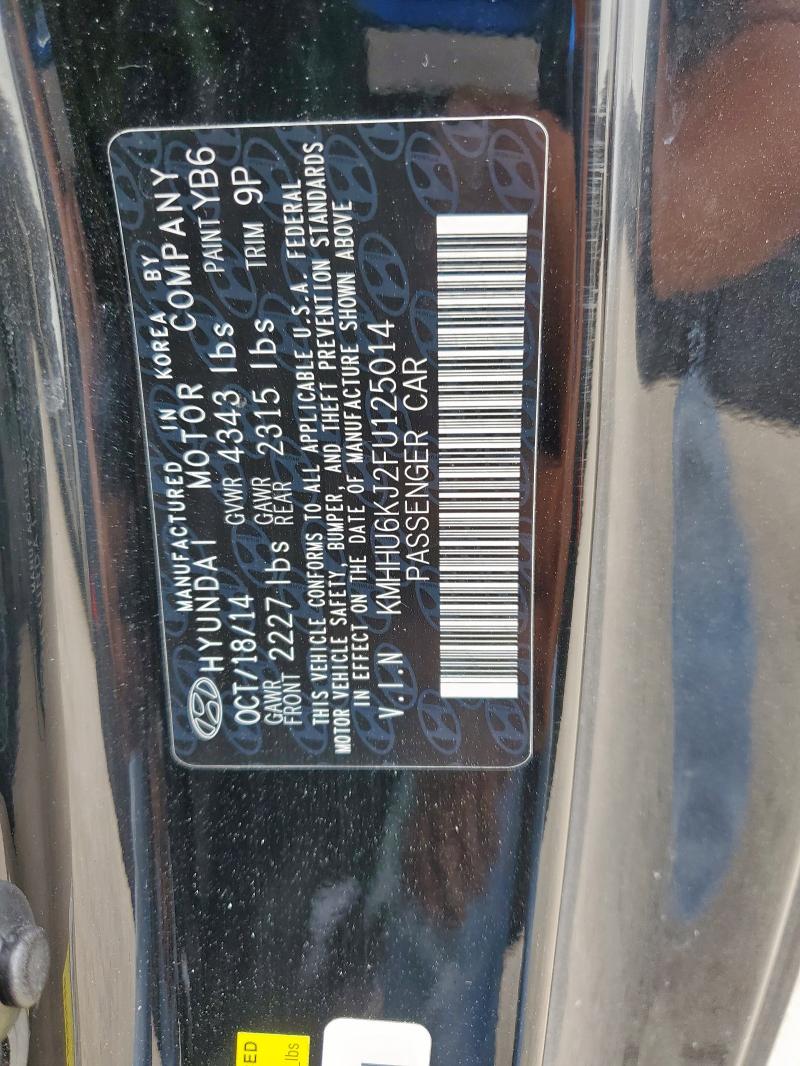 MANUFACTURED IN KOREA BY
HYUNDAI MOTOR COMPANY
OCT/18/14 GVWR 4343 lbs PAINT YB6
GAWR FRONT 2227 lbs GAWR REAR 2315 lbs TRIM 9P
THIS VEHICLE CONFORMS TO ALL APPLICABLE U.S.A. FEDERAL
MOTOR VEHICLE SAFETY, BUMPER, AND THEFT PREVENTION STANDARDS
IN EFFECT ON THE DATE OF MANUFACTURE SHOWN ABOVE
V.I.N KMHHU6KJ2FU125014
PASSENGER CAR
ED
Lbs